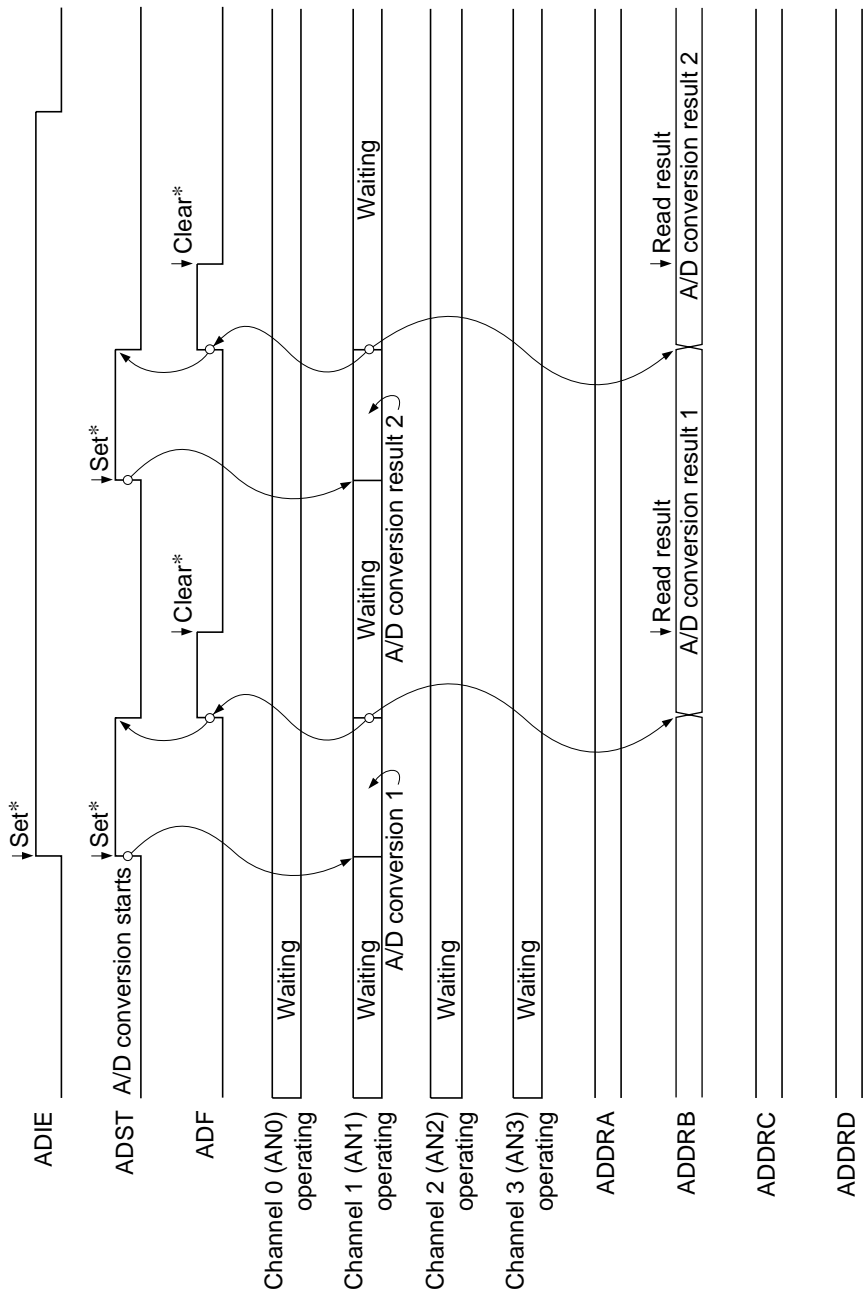 ADIE
Set*
ADST
A/D conversion starts
Set*
Set*
ADF
Clear*
Clear*
Channel 0 (AN0)
operating
Waiting
Channel 1 (AN1)
operating
Waiting
A/D conversion 1
Waiting
A/D conversion result 2
Waiting
Channel 2 (AN2)
operating
Waiting
Channel 3 (AN3)
operating
Waiting
ADDRA
ADDRB
Read result
A/D conversion result 1
Read result
A/D conversion result 2
ADDRC
ADDRD